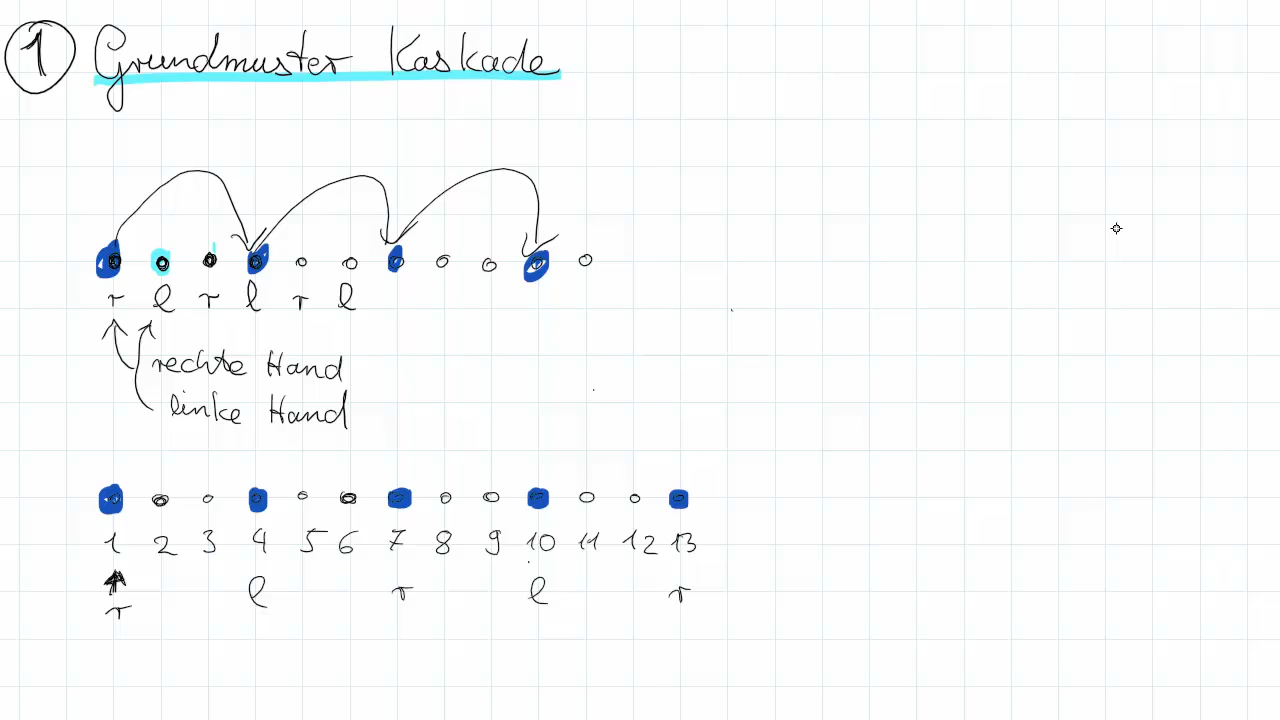 1 Grundmuster Kaskade
r l r l r l
rechte Hand
linke Hand
1 2 3 4 5 6 7 8 9 10 11 12 13
r l r l r